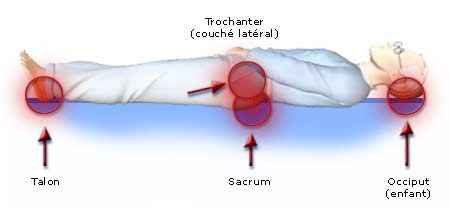 Trochanter
(couché latéral)
Talon
Sacrum
Occiput
(enfant)